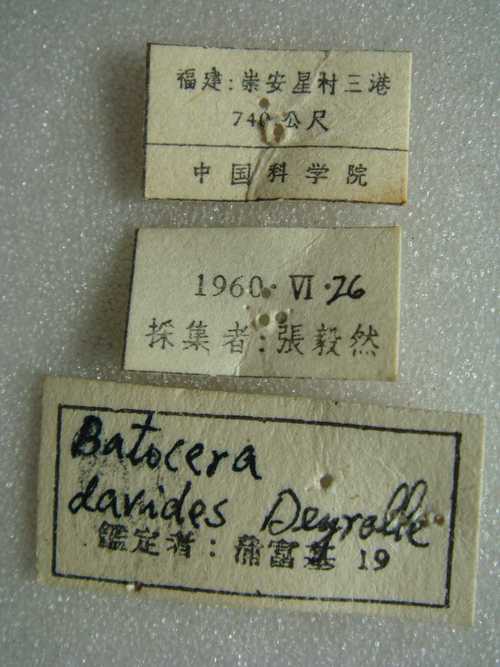 福建:崇安星村三港
740公尺
中国科学院
1960·VI·26
採集者:張毅然
Batocera
davides Deyrolle
鑑定者:蒲富基 19